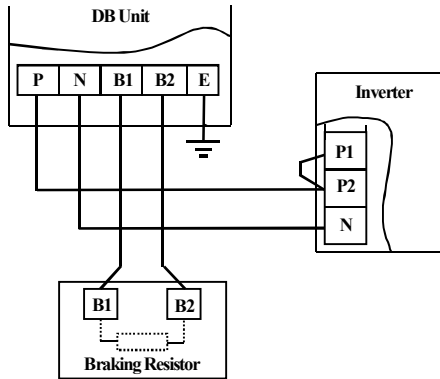 DB Unit
P N B1 B2 E
Inverter
P1
P2
N
B1 B2
Braking Resistor